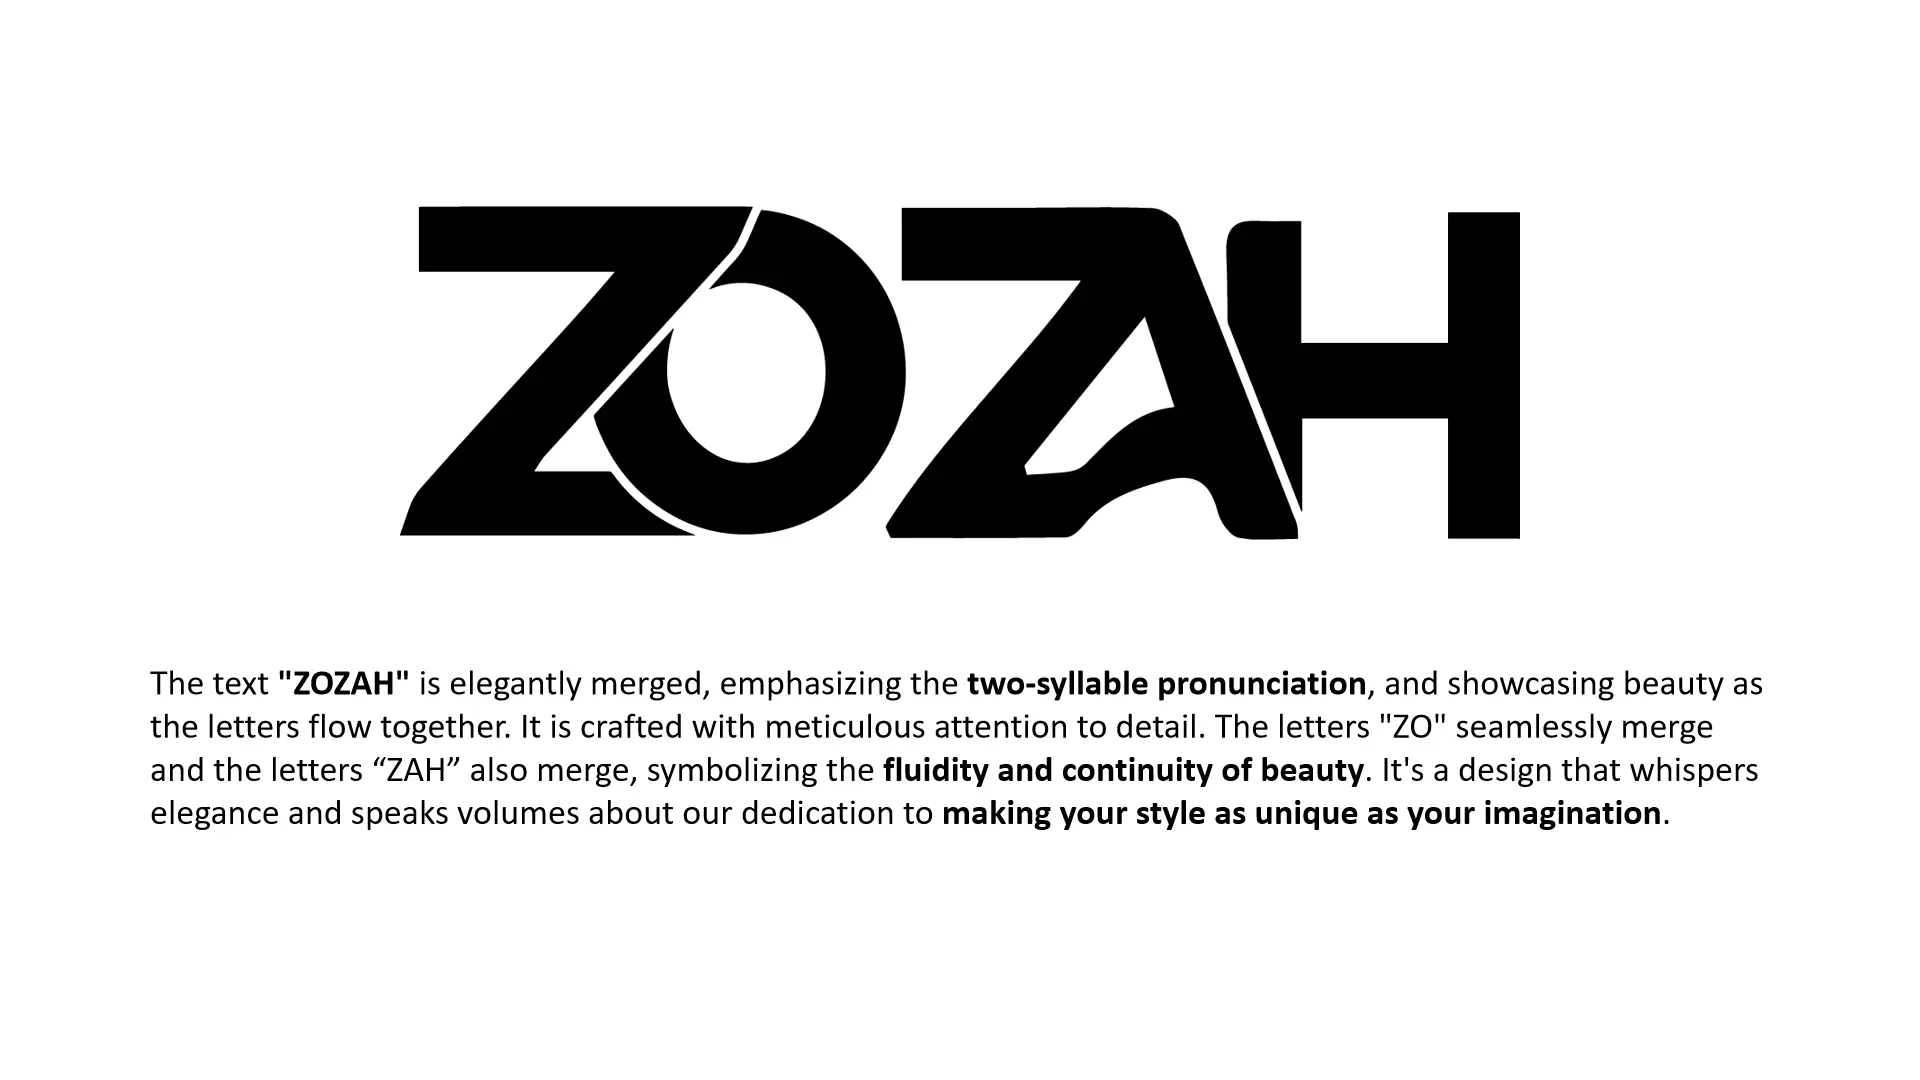 ZOZAH
The text "ZOZAH" is elegantly merged, emphasizing the two-syllable pronunciation, and showcasing beauty as
the letters flow together. It is crafted with meticulous attention to detail. The letters "ZO" seamlessly merge
and the letters “ZAH” also merge, symbolizing the fluidity and continuity of beauty. It's a design that whispers
elegance and speaks volumes about our dedication to making your style as unique as your imagination.